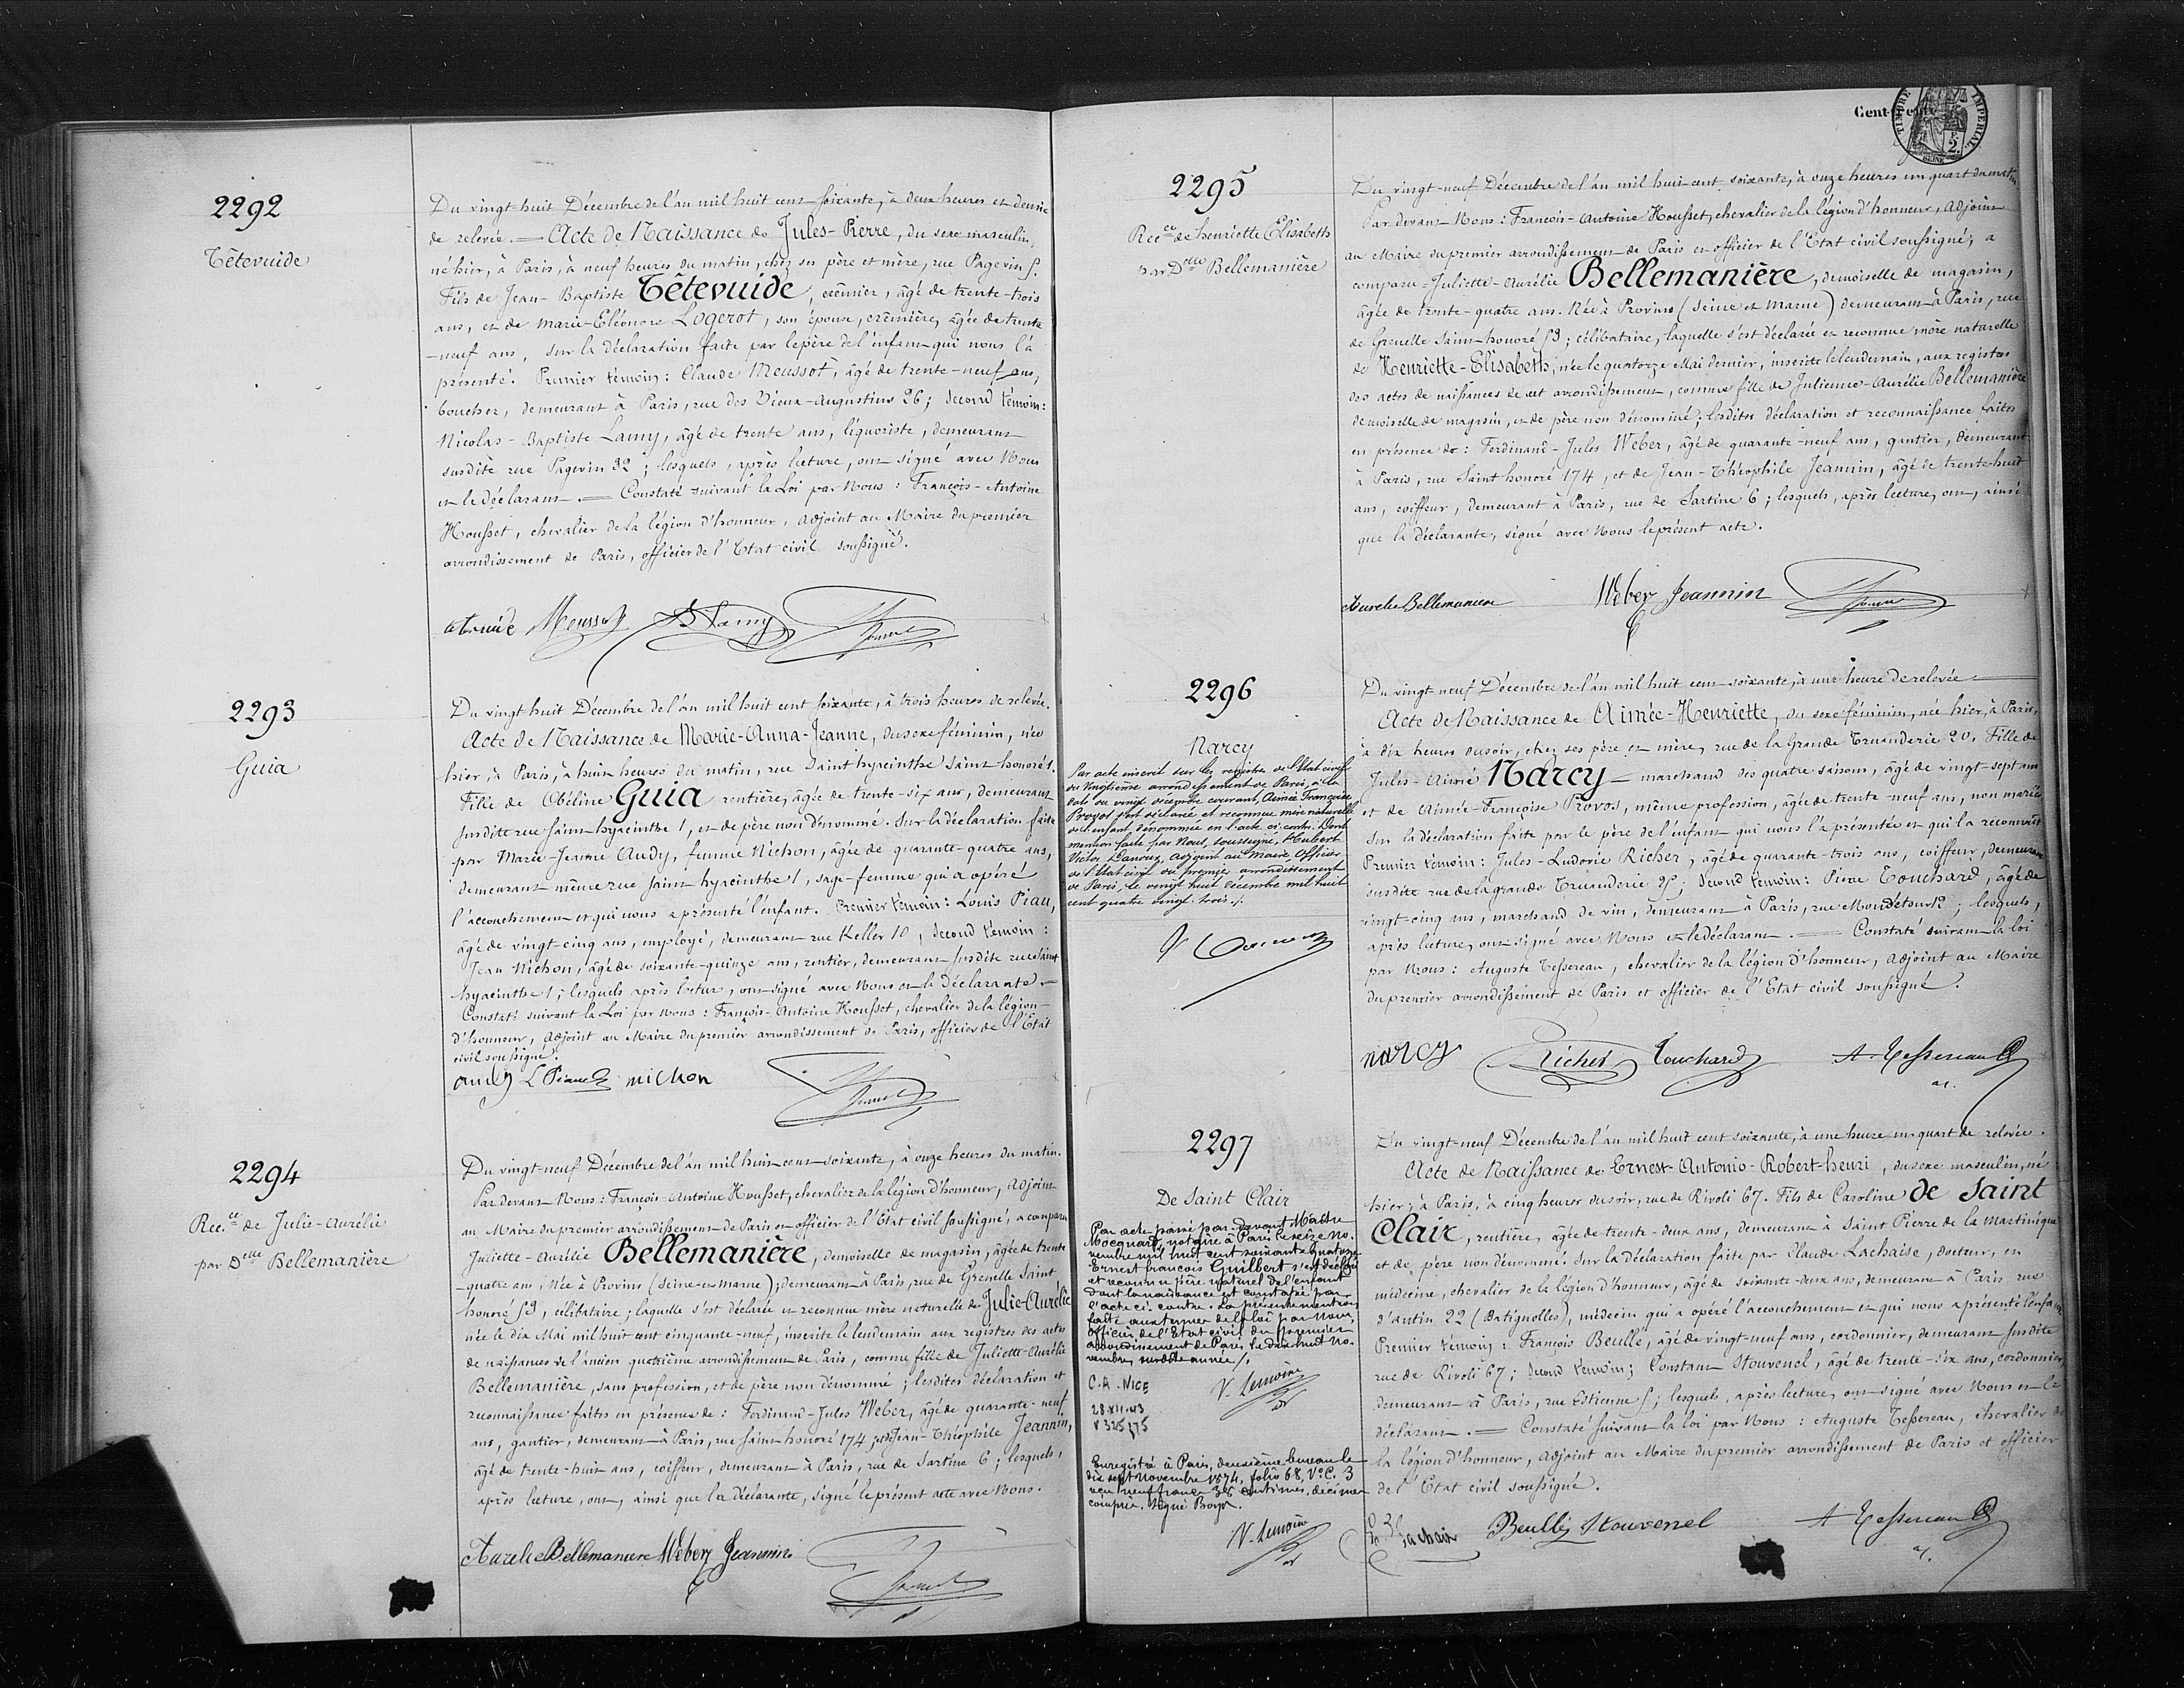 2292
Têtevuide
Du vingt-huit Décembre de l'an mil huit cent soixante, à deux heures et demie
de relevée. — Acte de Naissance de Jules-Pierre, du sexe masculin,
né hier, à Paris, à neuf heures du matin, chez ses père et mère, rue Pagevin 5.
Fils de Jean-Baptiste Têtevuide, crêmier, âgé de trente-trois
ans, et de Marie-Eléonore Logerot, son épouse, crêmière, âgée de trente
-neuf ans, sur la déclaration faite par le père de l'enfant qui nous l'a
présenté. Premier témoin: Claude Meussot, âgé de trente-neuf ans,
boucher, demeurant à Paris, rue des Vieux-Augustins 26; second témoin:
Nicolas-Baptiste Lamy, âgé de trente ans, liquoriste, demeurant
susdite rue Pagevin 32; lesquels, après lecture, ont signé avec Nous
et le déclarant. — Constaté suivant la Loi par Nous: François-Antoine
Housset, chevalier de la légion d'honneur, adjoint au Maire du premier
arrondissement de Paris, officier de l'Etat civil soussigné.
Meussot Lamy
2293
Guia
Du vingt huit Décembre de l'an mil huit cent soixante, à trois heures de relevée.
Acte de Naissance de Marie-Anna-Jeanne, du sexe féminin, née
hier, à Paris, à huit heures du matin, rue Saint hyacinthe Saint honoré 1.
Fille de Obéline Guia rentière, âgée de trente-six ans, demeurant
susdite rue Saint hyacinthe 1, et de père non dénommé. Sur la déclaration faite
par Marie-Jeanne Audy, femme Michon, âgée de quarante-quatre ans,
demeurant même rue Saint hyacinthe 1, sage-femme qui a opéré
l'accouchement et qui nous a présenté l'enfant. Premier témoin: Louis Piau,
âgé de vingt-cinq ans, employé, demeurant rue Keller 10, second témoin:
Jean Michon, âgé de soixante-quinze ans, rentier, demeurant susdite rue Saint
hyacinthe 1; lesquels après lecture, ont signé avec Nous et la Déclarante. —
Constaté suivant la Loi par Nous: François-Antoine Housset, chevalier de la légion
d'honneur, adjoint au Maire du premier arrondissement de Paris, officier de l'Etat
civil soussigné.
audy L Piau michon
2294
Rec.ce de Julie-Aurélie
par Delle Bellemanière
Du vingt-neuf Décembre de l'an mil huit cent soixante, à onze heures du matin.
Par devant Nous: François-Antoine Housset, chevalier de la légion d'honneur, adjoint
au Maire du premier arrondissement de Paris et officier de l'Etat civil soussigné, a comparu
Juliette-Aurélie Bellemanière, demoiselle de magasin, âgée de trente
-quatre ans, née à Provins (Seine et Marne); demeurant à Paris, rue de Grenelle Saint
honoré 59, célibataire; laquelle s'est déclarée et reconnue mère naturelle de Julie-Aurélie
née le dix Mai mil huit cent cinquante-neuf, inscrite le lendemain aux registres des actes
de naissances de l'ancien quatrième arrondissement de Paris, comme fille de Juliette-Aurélie
Bellemanière, sans profession, et de père non dénommé; lesdites déclaration et
reconnaissance faites en présence de: Ferdinand-Jules Weber, âgé de quarante-neuf
ans, gantier, demeurant à Paris, rue Saint honoré 174; et de Jean-Théophile Jeannin,
âgé de trente-huit ans, coiffeur, demeurant à Paris, rue de Sartine 6; lesquels,
après lecture, ont, ainsi que la déclarante, signé le présent acte avec Nous.
Aurelie Bellemaniere Weber Jeannin
TIMBRE IMPERIAL
SEINE
2.
2295
Rec.ce de henriette Elisabeth
par Delle Bellemanière
Du vingt-neuf Décembre de l'an mil huit cent soixante, à onze heures un quart du matin
Par devant Nous: François-Antoine Housset, chevalier de la légion d'honneur, Adjoint
au Maire du premier arrondissement de Paris et officier de l'Etat civil soussigné; a
comparu Juliette-Aurélie Bellemanière, demoiselle de magasin,
âgée de trente-quatre ans. Née à Provins (Seine et Marne) demeurant à Paris, rue
de Grenelle Saint-honoré 59; célibataire, laquelle s'est déclarée et reconnue mère naturelle
de Henriette-Elisabeth, née le quatorze Mai dernier, inscrite le lendemain, aux registres
des actes de naissances de cet arrondissement, comme fille de Julienne-Aurélie Bellemanière
demoiselle de magasin, et de père non dénommé; lesdites déclaration et reconnaissance faites
en présence de: Ferdinand-Jules Weber, âgé de quarante-neuf ans, gantier, demeurant
à Paris, rue Saint honoré 174, et de Jean-Théophile Jeannin, âgé de trente-huit
ans, coiffeur, demeurant à Paris, rue de Sartine 6; lesquels, après lecture, ont, ainsi
que la déclarante, signé avec Nous le présent acte.
Aurelie Bellemaniere Weber Jeannin
2296
Narcy
Par acte inscrit sur les registres de l'Etat civil
du Vingtième arrondissement de Paris, à la
date du vingt décembre courant, Aimée Françoise
Provos s'est déclarée et reconnue mère naturelle
de l'enfant dénommée en l'acte ci-contre. Dont
mention faite par Nous, soussigné, Hubert
Victor, adjoint au Maire Officier
de l'Etat civil du premier arrondissement
de Paris, le vingt huit décembre mil huit
cent quatre vingt-trois ./.
Du vingt-neuf Décembre de l'an mil huit cent soixante, à une heure de relevée —
Acte de Naissance de Aimée-Henriette, du sexe féminin, née hier, à Paris,
à dix heures du soir, chez ses père et mère, rue de la Grande Truanderie 20. Fille de
Jules-Aimé Narcy — marchand des quatre saisons, âgé de vingt-sept ans
et de Aimée-Françoise Provos, même profession, âgée de trente-neuf ans, non mariés
Sur la déclaration faite par le père de l'enfant qui nous l'a présentée et qui l'a reconnaît
Premier témoin: Jules-Ludovic Richer, âgé de quarante-trois ans, coiffeur, demeurant
susdite rue de la grande Truanderie 25; Second témoin: Pierre Touchard, âgé de
vingt-cinq ans, marchand de vin, demeurant à Paris, rue Mondétour 12; lesquels,
après lecture, ont signé avec Nous et le déclarant. — Constaté suivant la loi
par Nous: Auguste Tessereau, chevalier de la légion d'honneur, adjoint au Maire
du premier arrondissement de Paris et officier de l'Etat civil soussigné.
narcy Richer Touchard A. Tessereau
2297
De Saint Clair
Par acte passé par devant Maître
Mocquard, notaire à Paris le seize no-
vembre mil huit cent soixante quatorze
Ernest françois Guilbert s'est déclaré
et reconnu père naturel de l'enfant
dont la naissance est constatée par
l'acte ci-contre. La présente mention
faite aux termes de la loi par nous,
officier de l'Etat civil du premier
arrondissement de Paris le dix huit no-
vembre susdite année ./.
V. Lemoine
C.A. NICE
28.XII.43
V 325/75
Enregistré à Paris, deuxième bureau le
dix sept Novembre 1874, folio 68, Vo C. 3
reçu neuf francs 38 centimes, décimes
compris. Signé
V. Lemoine
Du vingt-neuf Décembre de l'an mil huit cent soixante, à une heure un quart de relevée.
Acte de Naissance de Ernest-Antonio-Robert-henri, du sexe masculin, né
hier, à Paris, à cinq heures du soir, rue de Rivoli 67. Fils de Caroline de Saint
Clair, rentière, âgée de trente-deux ans, demeurant à Saint Pierre de la Martinique
et de père non dénommé. Sur la déclaration faite par Claude Lachaise, docteur, en
médecine, chevalier de la légion d'honneur, âgé de soixante-deux ans, demeurant à Paris rue
d'antin 22 (Batignolles), médecin qui a opéré l'accouchement et qui nous a présenté l'enfant
Premier témoin: François Beullé, âgé de vingt-neuf ans, cordonnier, demeurant susdite
rue de Rivoli 67; Second témoin; Constant Stouvenel, âgé de trente-six ans, cordonnier
demeurant à Paris, rue Estienne 5; lesquels, après lecture, ont signé avec Nous et le
déclarant. — Constaté suivant la loi par Nous: Auguste Tessereau, chevalier de
la légion d'honneur, adjoint au Maire du premier arrondissement de Paris et officier
de l'Etat civil soussigné.
Lachaise Beullé Stouvenel A. Tessereau